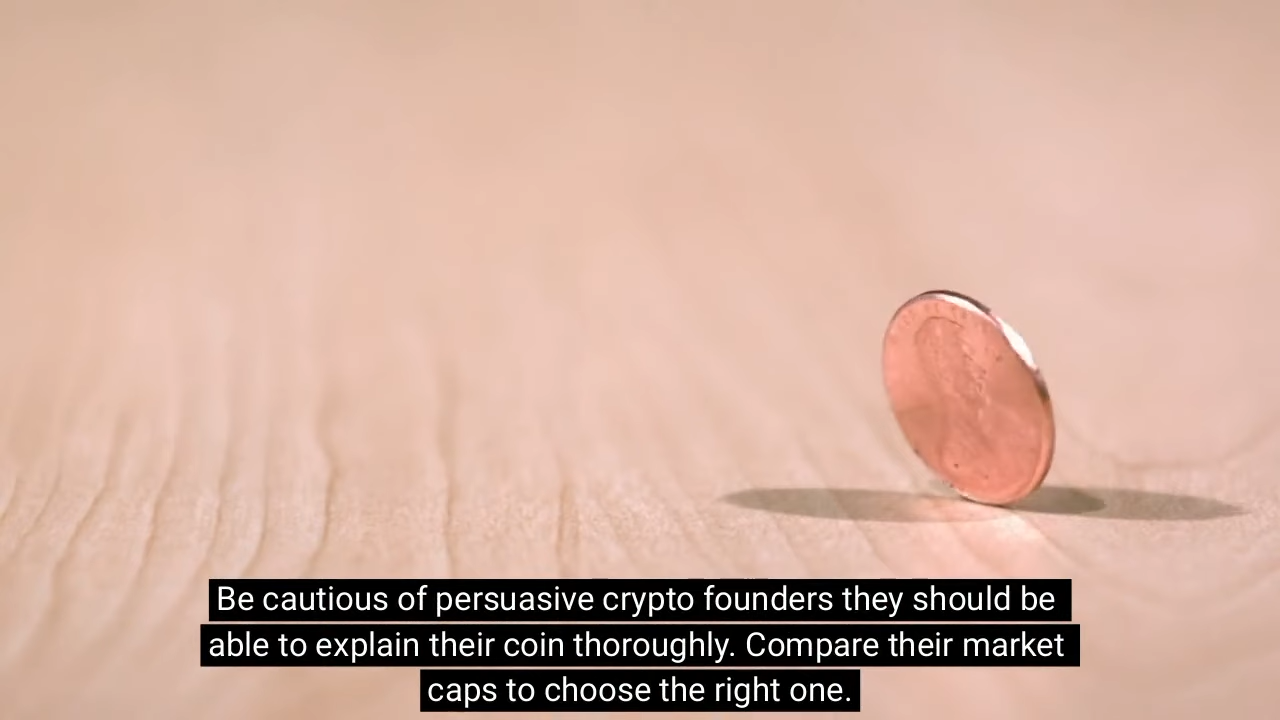 Be cautious of persuasive crypto founders they should be
able to explain their coin thoroughly. Compare their market
caps to choose the right one.